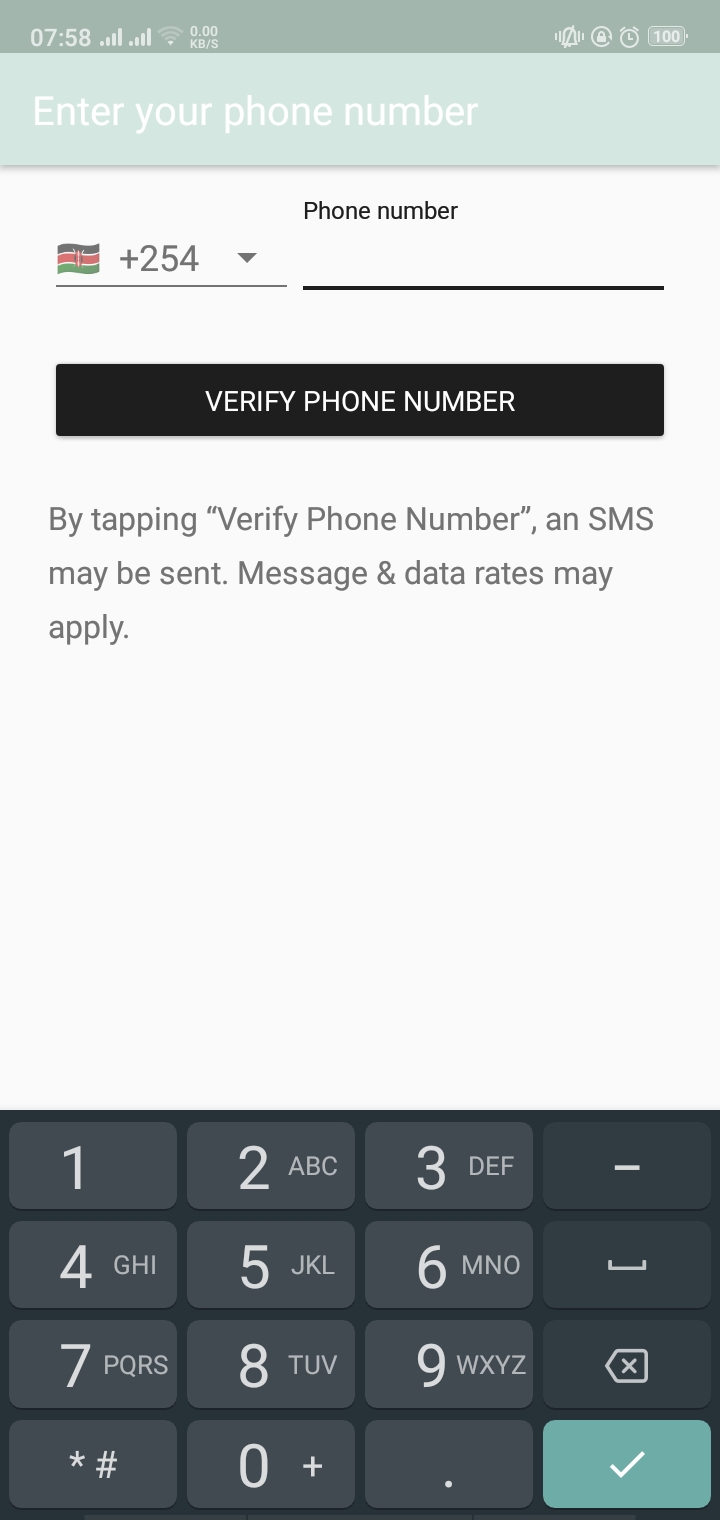 07:58 0.00 KB/S 100
Enter your phone number
Phone number
+254
VERIFY PHONE NUMBER
By tapping “Verify Phone Number”, an SMS
may be sent. Message & data rates may
apply.
1 2 ABC 3 DEF –
4 GHI 5 JKL 6 MNO
7 PQRS 8 TUV 9 WXYZ
* # 0 + .